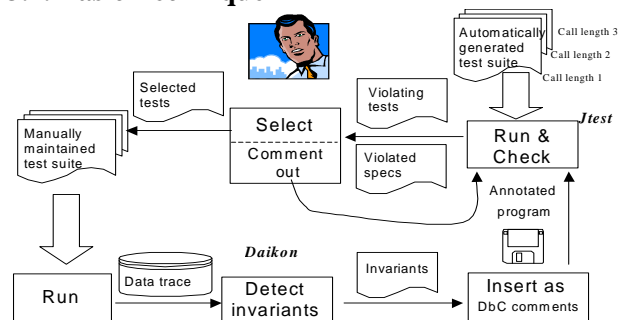 Automatically
generated
test suite
Call length 3
Call length 2
Call length 1
Selected
tests
Violating
tests
Select
Comment
out
Violated
specs
Jtest
Run &
Check
Manually
maintained
test suite
Annotated
program
Daikon
Data trace
Invariants
Run
Detect
invariants
Insert as
DbC comments